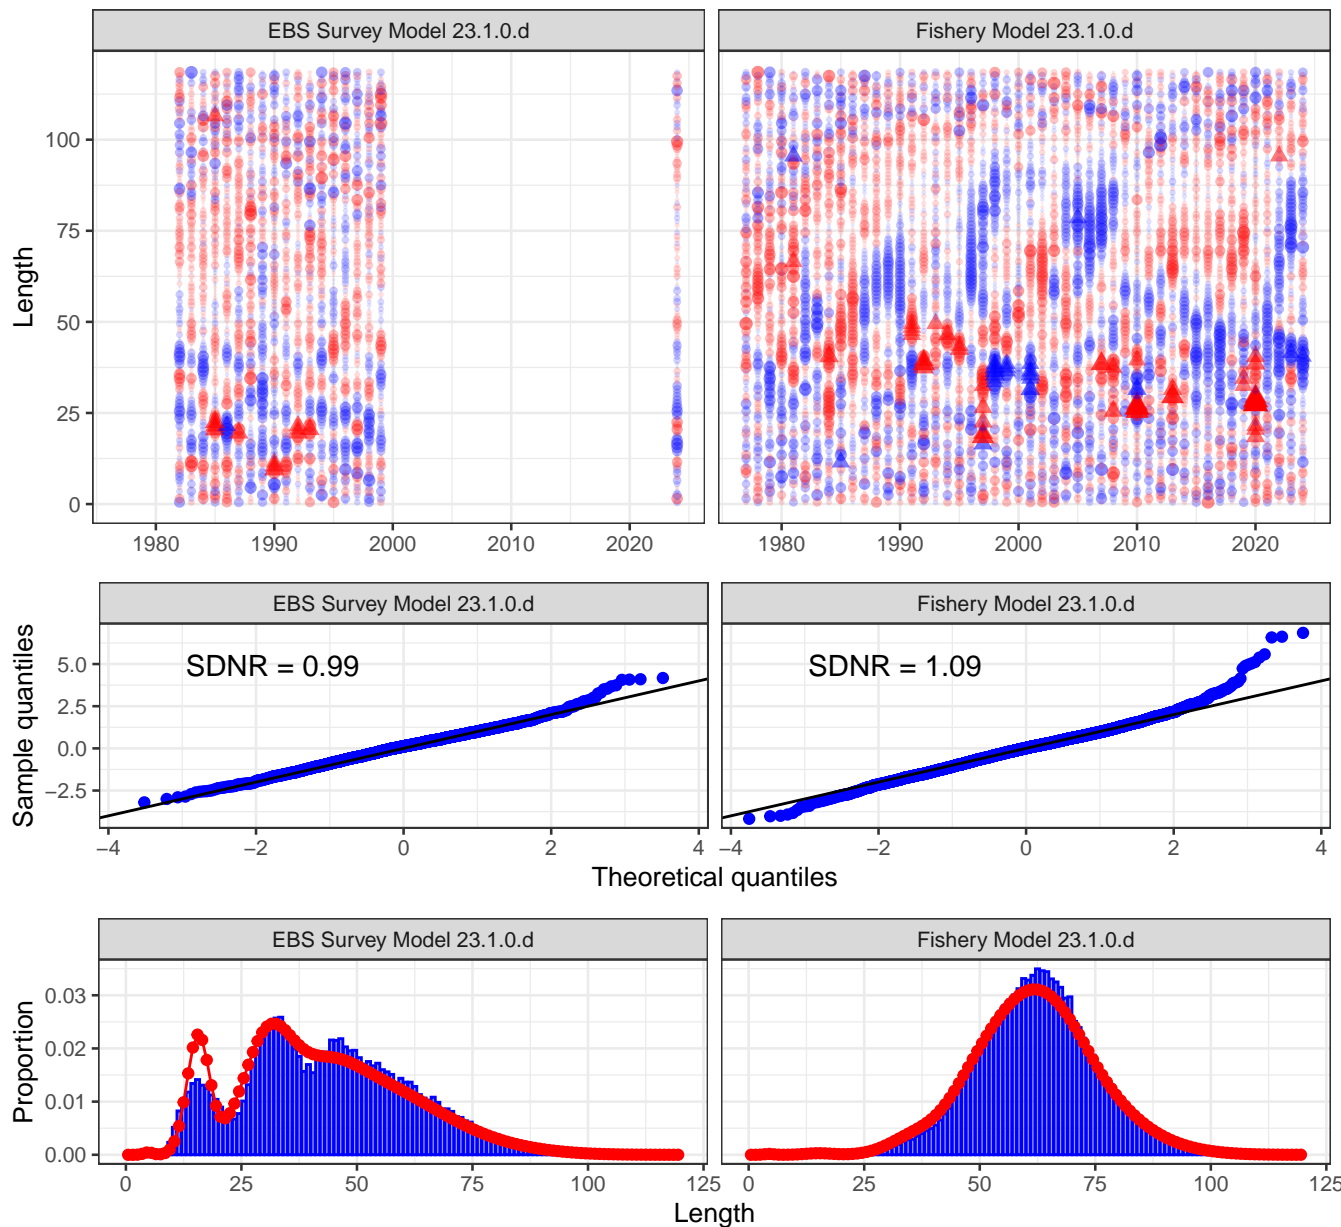 EBS Survey Model 23.1.0.d
Fishery Model 23.1.0.d
Length
100
75
50
25
0
1980 1990 2000 2010 2020
1980 1990 2000 2010 2020
EBS Survey Model 23.1.0.d
Fishery Model 23.1.0.d
Sample quantiles
5.0
2.5
0.0
−2.5
SDNR = 0.99
SDNR = 1.09
−4 −2 0 2 4
−4 −2 0 2 4
Theoretical quantiles
EBS Survey Model 23.1.0.d
Fishery Model 23.1.0.d
Proportion
0.03
0.02
0.01
0.00
0 25 50 75 100 125
0 25 50 75 100 125
Length